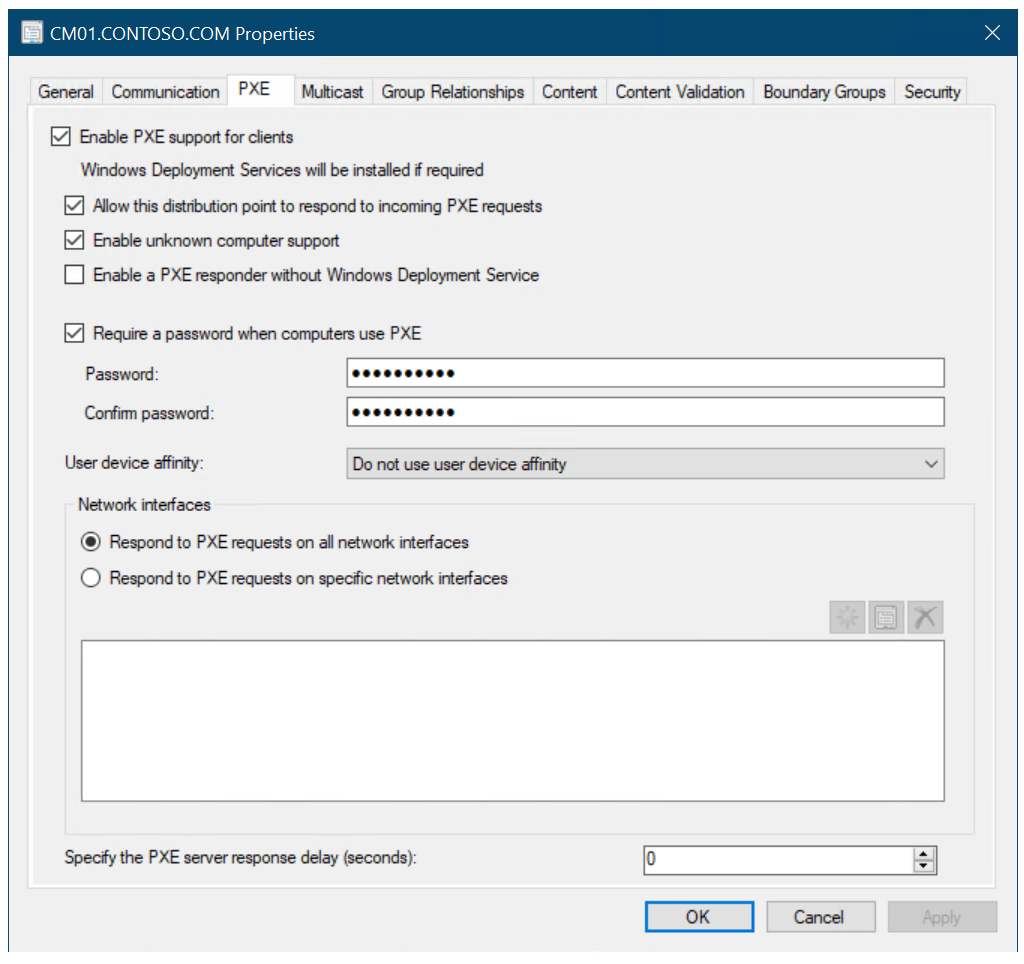 CM01.CONTOSO.COM Properties
General Communication PXE Multicast Group Relationships Content Content Validation Boundary Groups Security
Enable PXE support for clients
Windows Deployment Services will be installed if required
Allow this distribution point to respond to incoming PXE requests
Enable unknown computer support
Enable a PXE responder without Windows Deployment Service
Require a password when computers use PXE
Password: ●●●●●●●●●●
Confirm password: ●●●●●●●●●●
User device affinity: Do not use user device affinity
Network interfaces
Respond to PXE requests on all network interfaces
Respond to PXE requests on specific network interfaces
Specify the PXE server response delay (seconds): 0
OK Cancel Apply